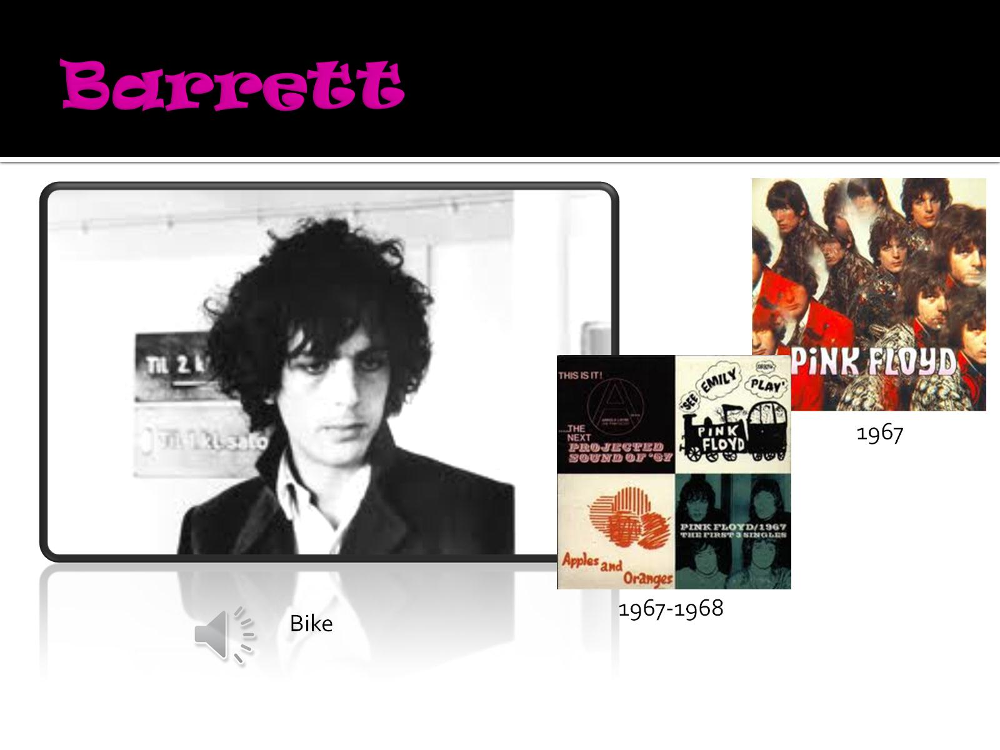 Barrett
Til 2 k
Til 1 kl. salo
PiNK FLOYD
1967
THIS IS IT!
A
....THE
NEXT
PROJECTED
SOUND OF '67
'SEE
EMILY
PLAY'
PINK
FLOYD
Apples and
Oranges
PINK FLOYD/1967
THE FIRST 3 SINGLES
1967-1968
Bike